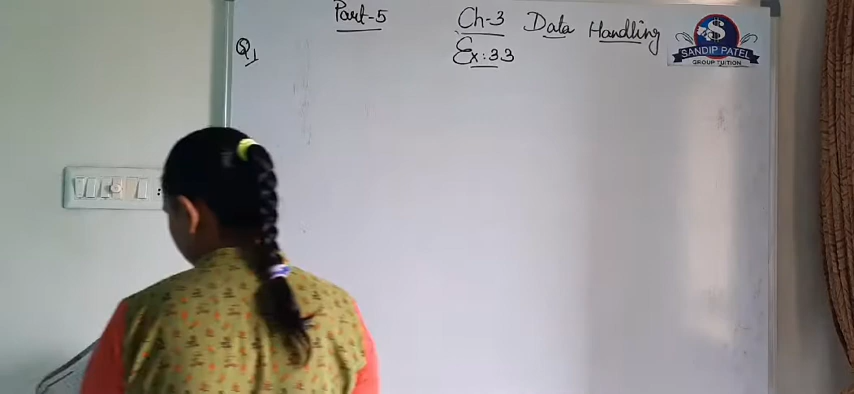 Part-5 Ch-3 Data Handling
Ex:3.3
Q1
SANDIP PATEL
GROUP TUITION